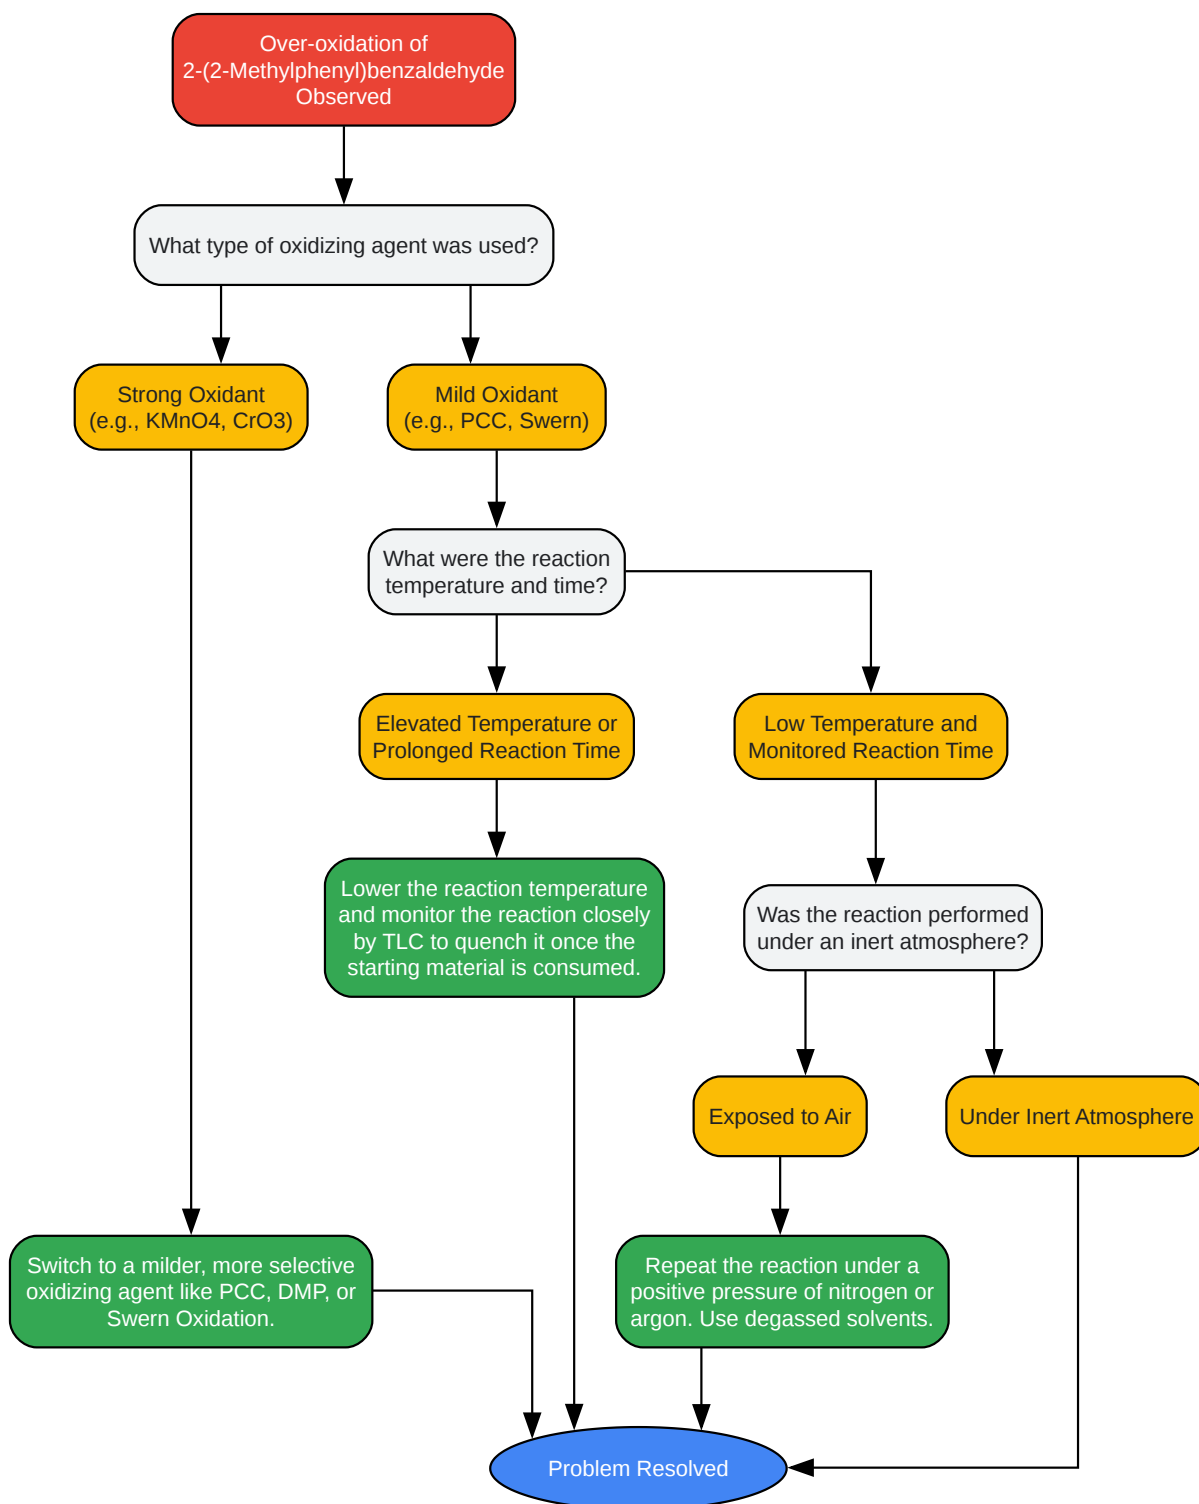 Over-oxidation of
2-(2-Methylphenyl)benzaldehyde
Observed
What type of oxidizing agent was used?
Strong Oxidant
(e.g., KMnO4, CrO3)
Mild Oxidant
(e.g., PCC, Swern)
What were the reaction
temperature and time?
Elevated Temperature or
Prolonged Reaction Time
Low Temperature and
Monitored Reaction Time
Lower the reaction temperature
and monitor the reaction closely
by TLC to quench it once the
starting material is consumed.
Was the reaction performed
under an inert atmosphere?
Exposed to Air
Under Inert Atmosphere
Switch to a milder, more selective
oxidizing agent like PCC, DMP, or
Swern Oxidation.
Repeat the reaction under a
positive pressure of nitrogen or
argon. Use degassed solvents.
Problem Resolved